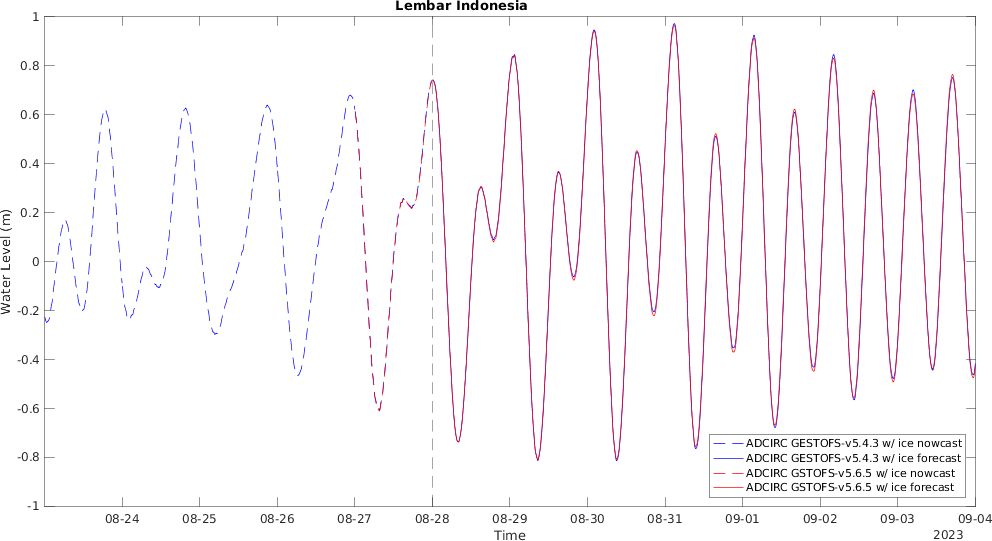 Lembar Indonesia
1
0.8
0.6
0.4
0.2
0
-0.2
-0.4
-0.6
-0.8
-1
Water Level (m)
ADCIRC GESTOFS-v5.4.3 w/ ice nowcast
ADCIRC GESTOFS-v5.4.3 w/ ice forecast
ADCIRC GSTOFS-v5.6.5 w/ ice nowcast
ADCIRC GSTOFS-v5.6.5 w/ ice forecast
08-24 08-25 08-26 08-27 08-28 08-29 08-30 08-31 09-01 09-02 09-03 09-04
Time
2023